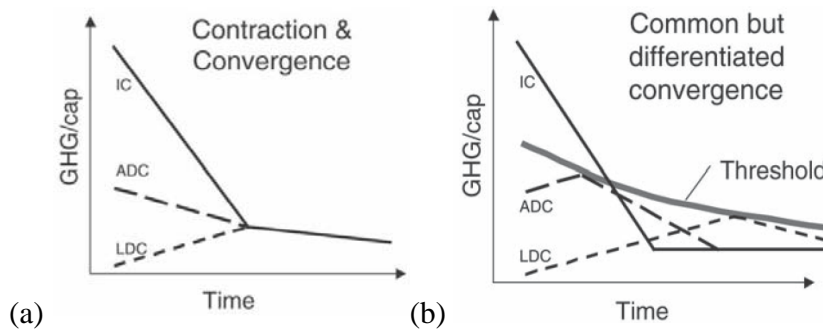 Contraction &
Convergence
IC
ADC
LDC
GHG/cap
Time
(a)
Common but
differentiated
convergence
IC
Threshold
ADC
LDC
GHG/cap
Time
(b)